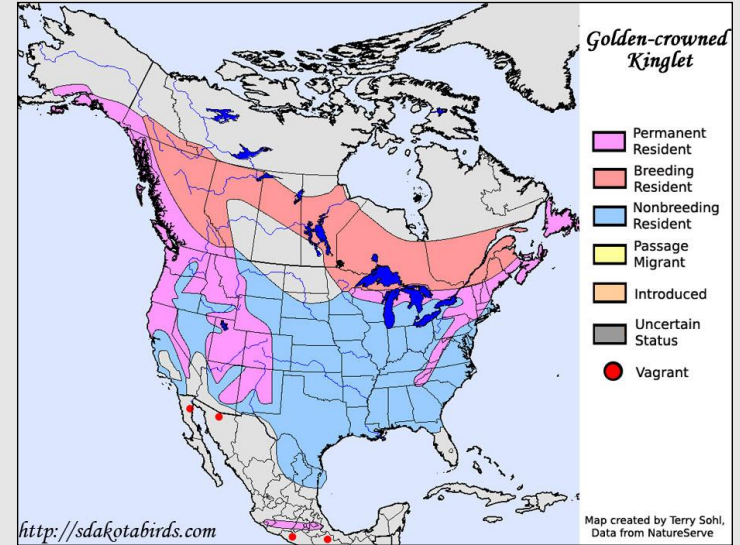 Golden-crowned
Kinglet
Permanent
Resident
Breeding
Resident
Nonbreeding
Resident
Passage
Migrant
Introduced
Uncertain
Status
Vagrant
http://sdakotabirds.com
Map created by Terry Sohl,
Data from NatureServe